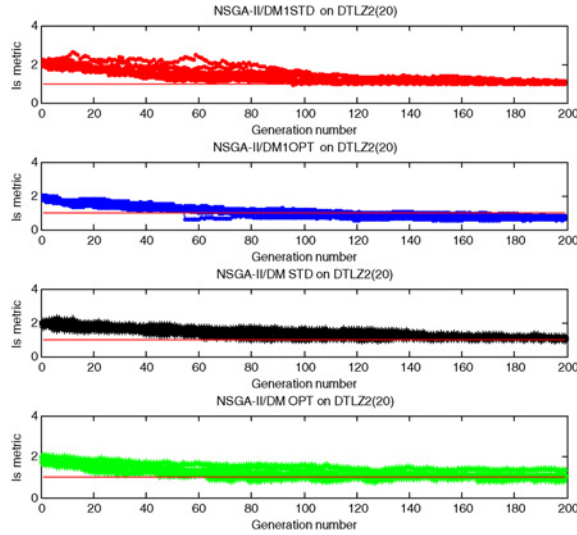 NSGA-II/DM1STD on DTLZ2(20)
4
2
0
Is metric
0 20 40 60 80 100 120 140 160 180 200
Generation number
NSGA-II/DM1OPT on DTLZ2(20)
4
2
0
Is metric
0 20 40 60 80 100 120 140 160 180 200
Generation number
NSGA-II/DM STD on DTLZ2(20)
4
2
0
Is metric
0 20 40 60 80 100 120 140 160 180 200
Generation number
NSGA-II/DM OPT on DTLZ2(20)
4
2
0
Is metric
0 20 40 60 80 100 120 140 160 180 200
Generation number